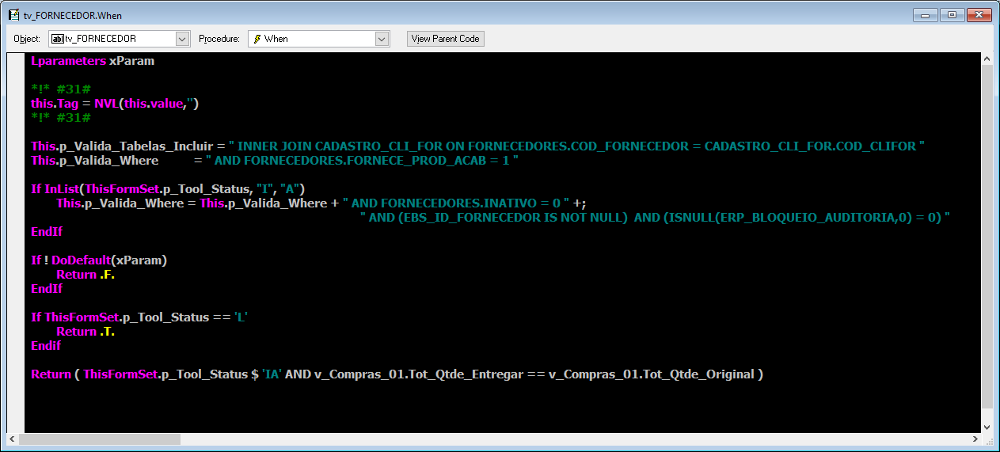 tv_FORNECEDOR.When
Object: tv_FORNECEDOR Procedure: When View Parent Code
Lparameters xParam
*!* #31#
this.Tag = NVL(this.value,'')
*!* #31#
This.p_Valida_Tabelas_Incluir = " INNER JOIN CADASTRO_CLI_FOR ON FORNECEDORES.COD_FORNECEDOR = CADASTRO_CLI_FOR.COD_CLIFOR "
This.p_Valida_Where = " AND FORNECEDORES.FORNECE_PROD_ACAB = 1 "
If InList(ThisFormSet.p_Tool_Status, "I", "A")
This.p_Valida_Where = This.p_Valida_Where + " AND FORNECEDORES.INATIVO = 0 " +;
" AND (EBS_ID_FORNECEDOR IS NOT NULL) AND (ISNULL(ERP_BLOQUEIO_AUDITORIA,0) = 0) "
EndIf
If ! DoDefault(xParam)
Return .F.
EndIf
If ThisFormSet.p_Tool_Status == 'L'
Return .T.
Endif
Return ( ThisFormSet.p_Tool_Status $ 'IA' AND v_Compras_01.Tot_Qtde_Entregar == v_Compras_01.Tot_Qtde_Original )